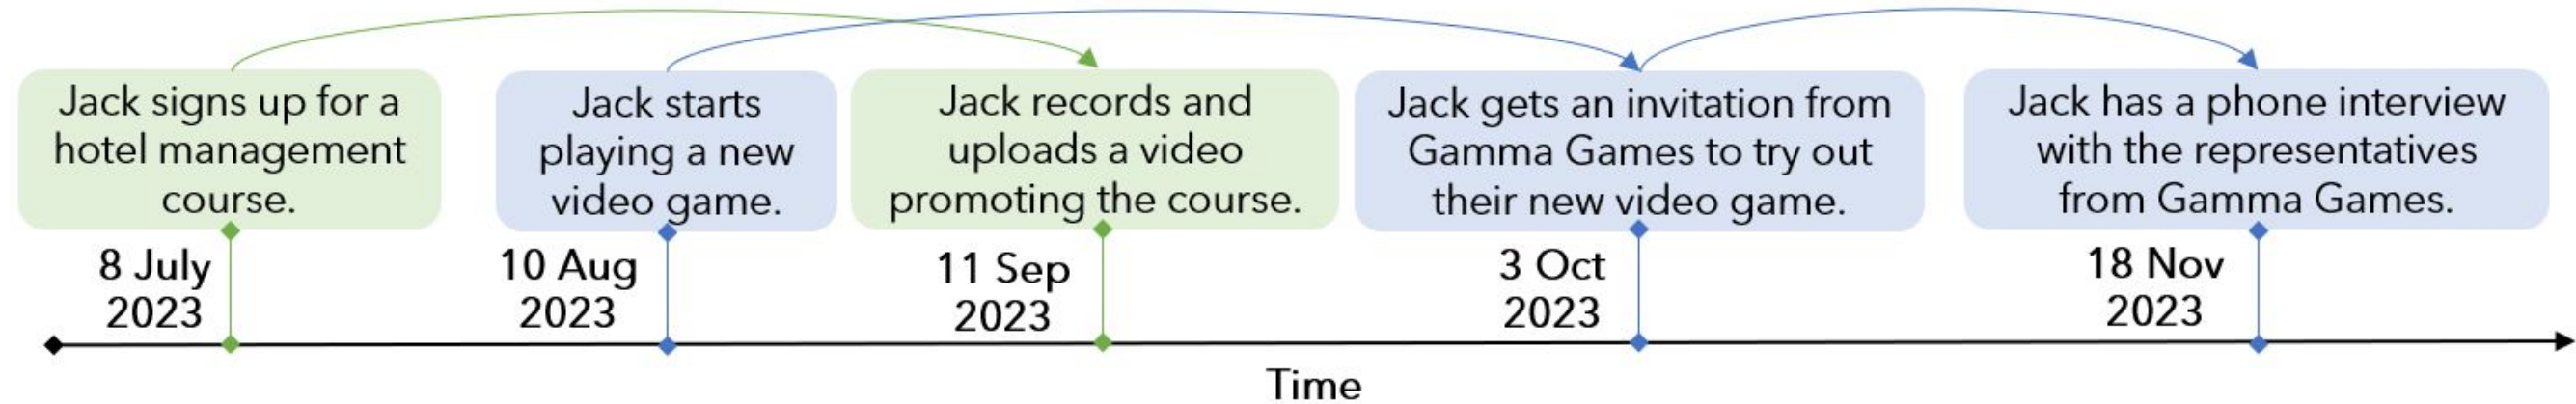 Jack signs up for a
hotel management
course.
Jack starts
playing a new
video game.
Jack records and
uploads a video
promoting the course.
Jack gets an invitation from
Gamma Games to try out
their new video game.
Jack has a phone interview
with the representatives
from Gamma Games.
8 July
2023
10 Aug
2023
11 Sep
2023
3 Oct
2023
18 Nov
2023
Time